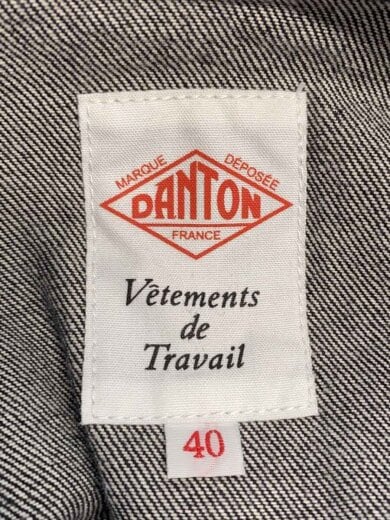 MARQUE DÉPOSÉE
DANTON
FRANCE
Vêtements
de
Travail
40